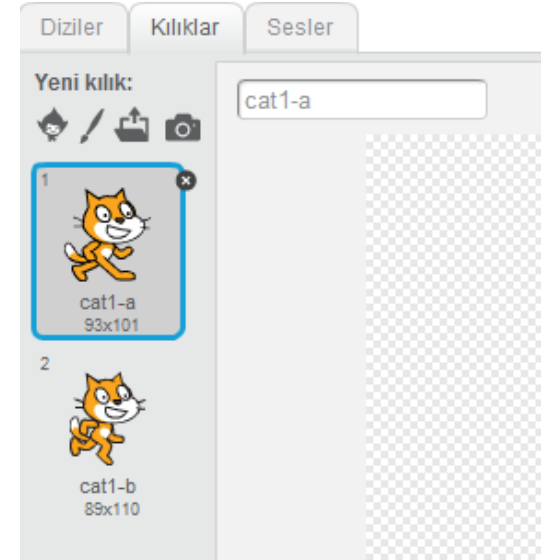 Diziler Kılıklar Sesler
Yeni kılık:
cat1-a
1
cat1-a
93x101
2
cat1-b
89x110